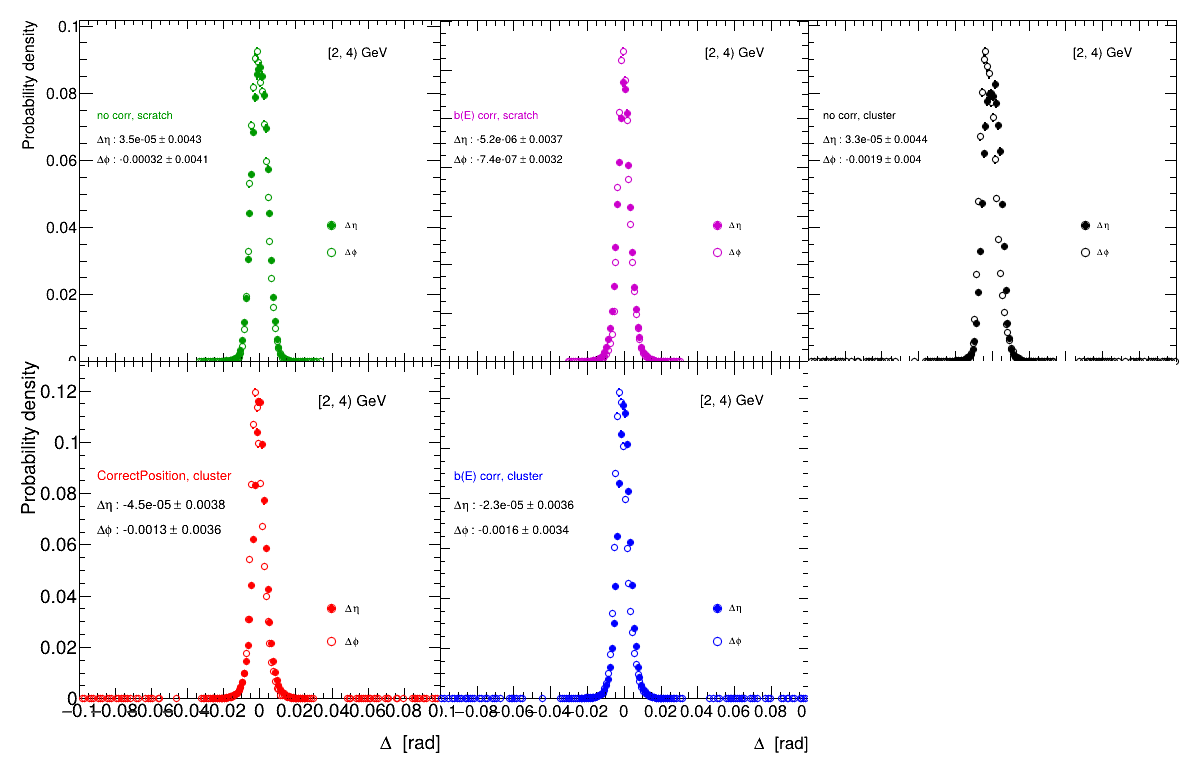 Probability density
0.1
0.08
0.06
0.04
0.02
0
[2, 4) GeV
no corr, scratch
Δη : 3.5e-05 ± 0.0043
Δϕ : -0.00032 ± 0.0041
Δη
Δϕ
[2, 4) GeV
b(E) corr, scratch
Δη : -5.2e-06 ± 0.0037
Δϕ : -7.4e-07 ± 0.0032
Δη
Δϕ
[2, 4) GeV
no corr, cluster
Δη : 3.3e-05 ± 0.0044
Δϕ : -0.0019 ± 0.004
Δη
Δϕ
Probability density
0.12
0.1
0.08
0.06
0.04
0.02
0
[2, 4) GeV
CorrectPosition, cluster
Δη : -4.5e-05 ± 0.0038
Δϕ : -0.0013 ± 0.0036
Δη
Δϕ
−0.1−0.08−0.06−0.04−0.02 0 0.02 0.04 0.06 0.08
Δ [rad]
[2, 4) GeV
b(E) corr, cluster
Δη : -2.3e-05 ± 0.0036
Δϕ : -0.0016 ± 0.0034
Δη
Δϕ
0.1−0.08−0.06−0.04−0.02 0 0.02 0.04 0.06 0.08 0
Δ [rad]